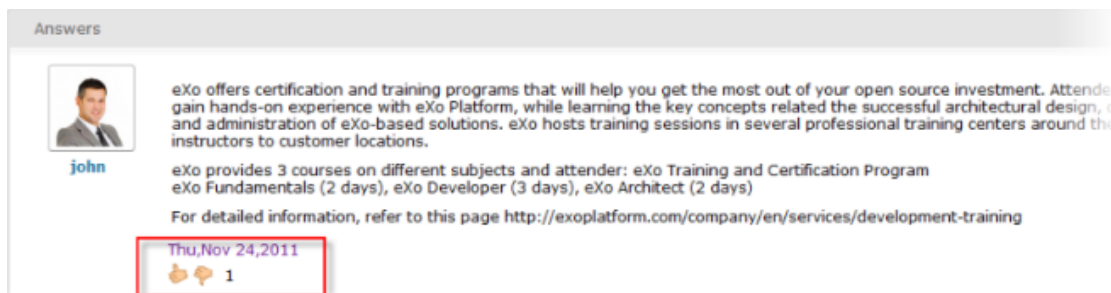 Answers
eXo offers certification and training programs that will help you get the most out of your open source investment. Attende
gain hands-on experience with eXo Platform, while learning the key concepts related the successful architectural design,
and administration of eXo-based solutions. eXo hosts training sessions in several professional training centers around the
instructors to customer locations.
john
eXo provides 3 courses on different subjects and attender: eXo Training and Certification Program
eXo Fundamentals (2 days), eXo Developer (3 days), eXo Architect (2 days)
For detailed information, refer to this page http://exoplatform.com/company/en/services/development-training
Thu,Nov 24,2011
1